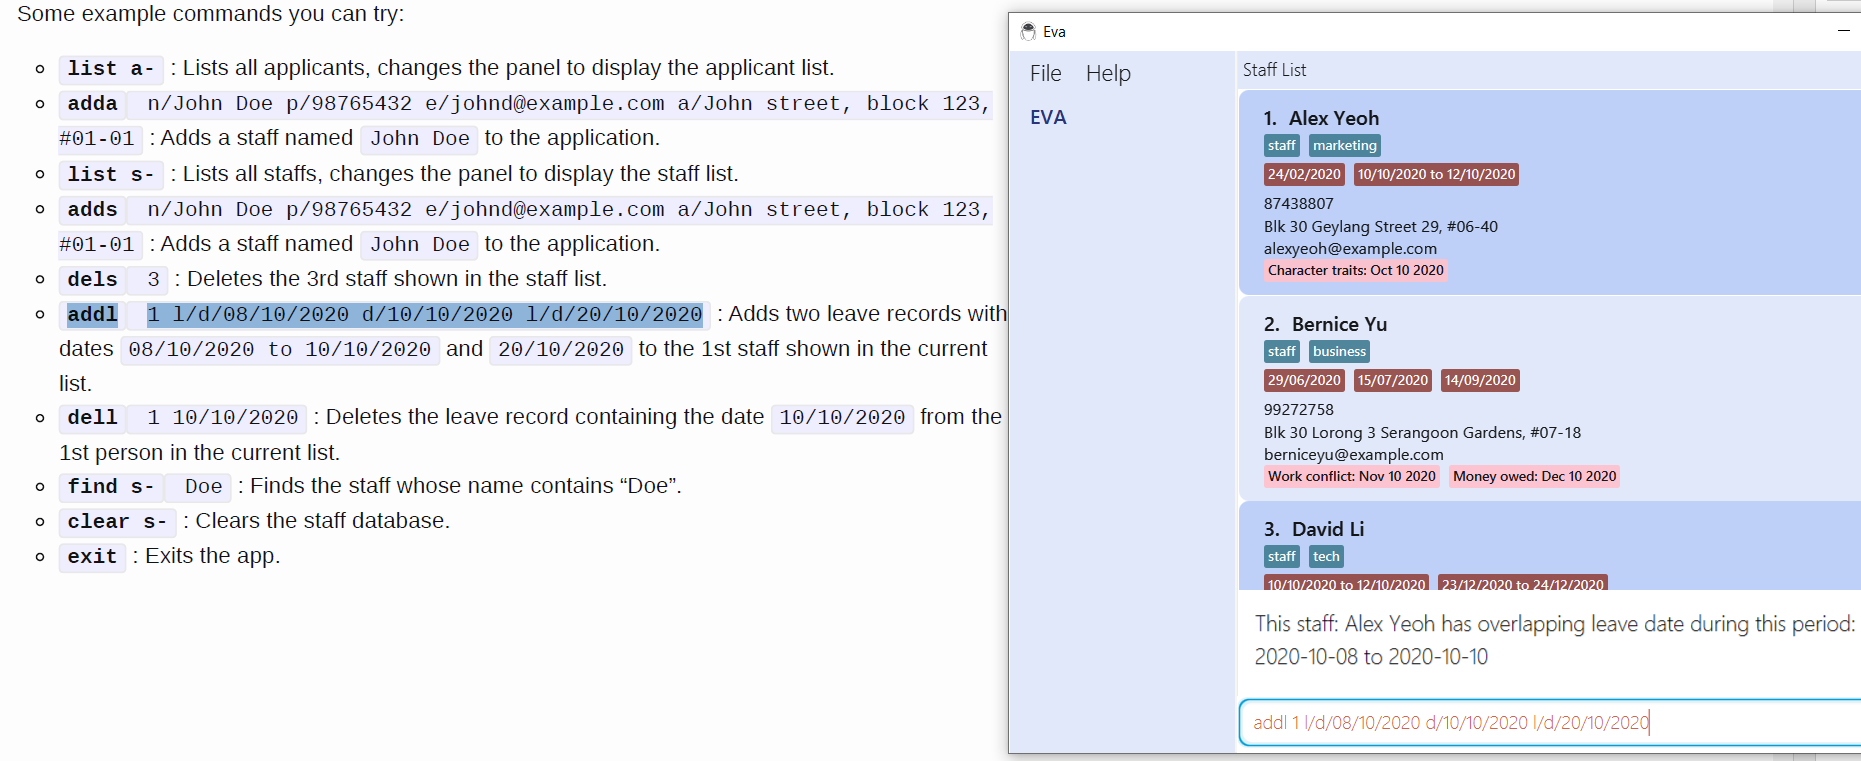 Some example commands you can try:
list a- : Lists all applicants, changes the panel to display the applicant list.
adda n/John Doe p/98765432 e/johnd@example.com a/John street, block 123,
#01-01 : Adds a staff named John Doe to the application.
list s- : Lists all staffs, changes the panel to display the staff list.
adds n/John Doe p/98765432 e/johnd@example.com a/John street, block 123,
#01-01 : Adds a staff named John Doe to the application.
dels 3 : Deletes the 3rd staff shown in the staff list.
addl 1 l/d/08/10/2020 d/10/10/2020 l/d/20/10/2020 : Adds two leave records with
dates 08/10/2020 to 10/10/2020 and 20/10/2020 to the 1st staff shown in the current
list.
dell 1 10/10/2020 : Deletes the leave record containing the date 10/10/2020 from the
1st person in the current list.
find s- Doe : Finds the staff whose name contains “Doe”.
clear s- : Clears the staff database.
exit : Exits the app.
Eva
File Help
EVA
Staff List
1. Alex Yeoh
staff marketing
24/02/2020 10/10/2020 to 12/10/2020
87438807
Blk 30 Geylang Street 29, #06-40
alexyeoh@example.com
Character traits: Oct 10 2020
2. Bernice Yu
staff business
29/06/2020 15/07/2020 14/09/2020
99272758
Blk 30 Lorong 3 Serangoon Gardens, #07-18
berniceyu@example.com
Work conflict: Nov 10 2020 Money owed: Dec 10 2020
3. David Li
staff tech
10/10/2020 to 12/10/2020 23/12/2020 to 24/12/2020
This staff: Alex Yeoh has overlapping leave date during this period:
2020-10-08 to 2020-10-10
addl 1 l/d/08/10/2020 d/10/10/2020 l/d/20/10/2020